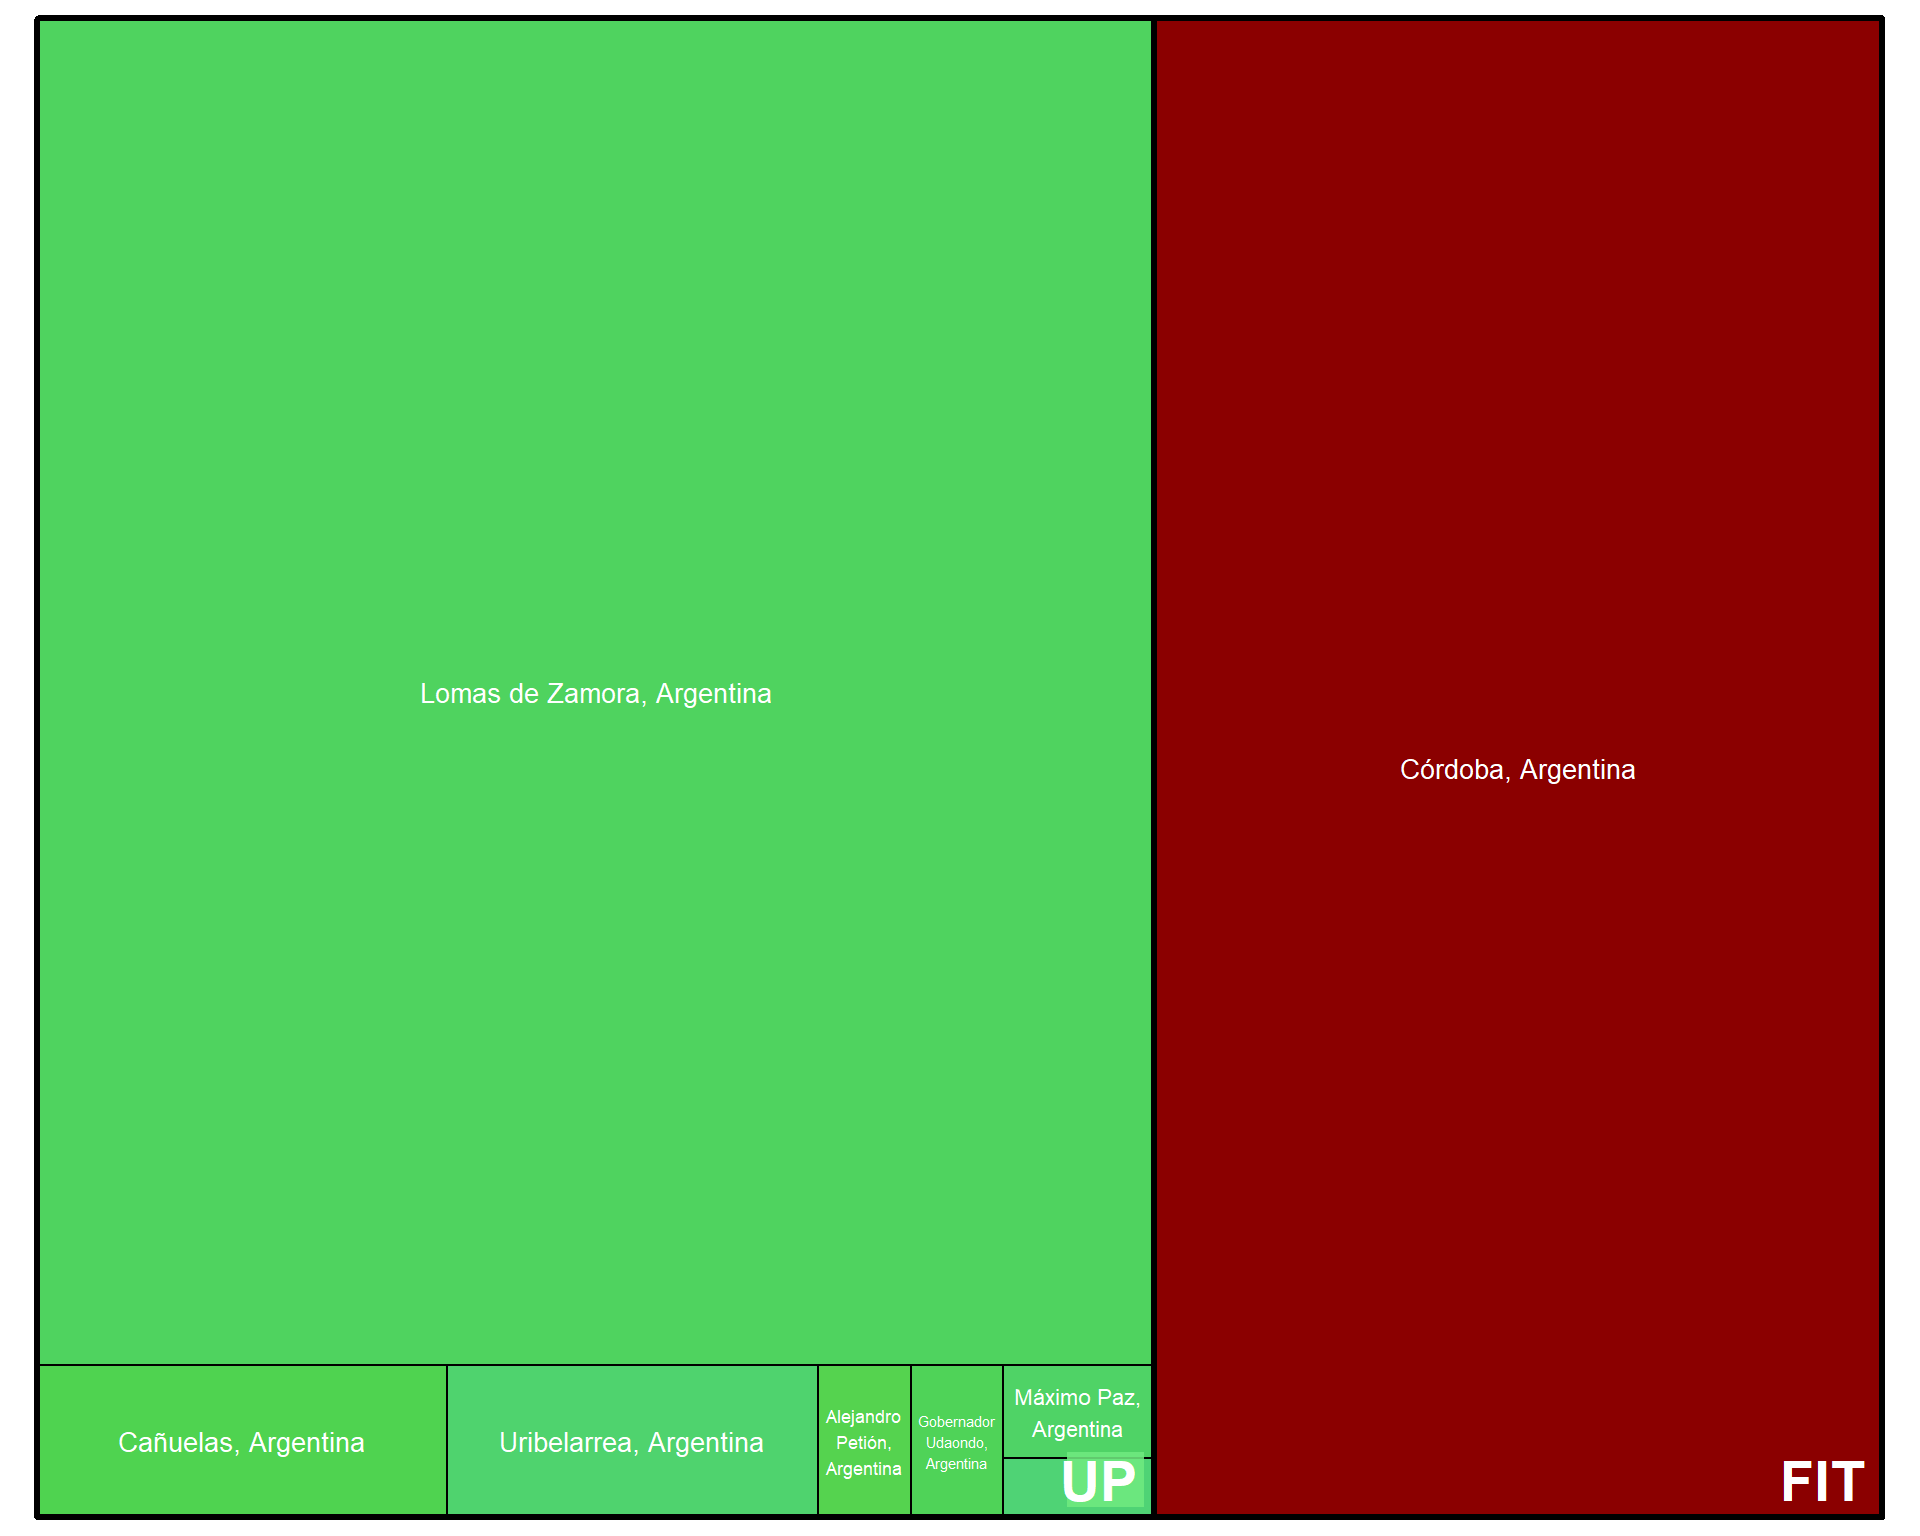 Lomas de Zamora, Argentina
Córdoba, Argentina
Cañuelas, Argentina
Uribelarrea, Argentina
Alejandro
Petión,
Argentina
Gobernador
Udaondo,
Argentina
Máximo Paz,
Argentina
UP
FIT